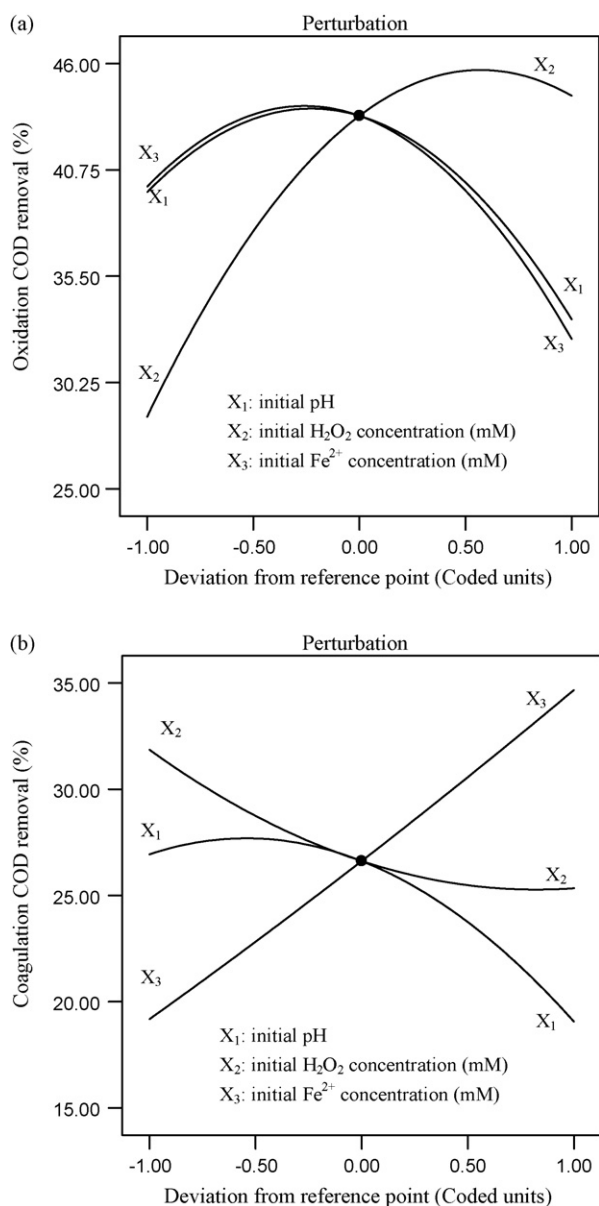 (a)
Perturbation
46.00
40.75
35.50
30.25
25.00
Oxidation COD removal (%)
X₂
X₃
X₁
X₁
X₃
X₂
X₁: initial pH
X₂: initial H₂O₂ concentration (mM)
X₃: initial Fe²⁺ concentration (mM)
-1.00 -0.50 0.00 0.50 1.00
Deviation from reference point (Coded units)
(b)
Perturbation
35.00
30.00
25.00
20.00
15.00
Coagulation COD removal (%)
X₃
X₂
X₁
X₂
X₃
X₁
X₁: initial pH
X₂: initial H₂O₂ concentration (mM)
X₃: initial Fe²⁺ concentration (mM)
-1.00 -0.50 0.00 0.50 1.00
Deviation from reference point (Coded units)